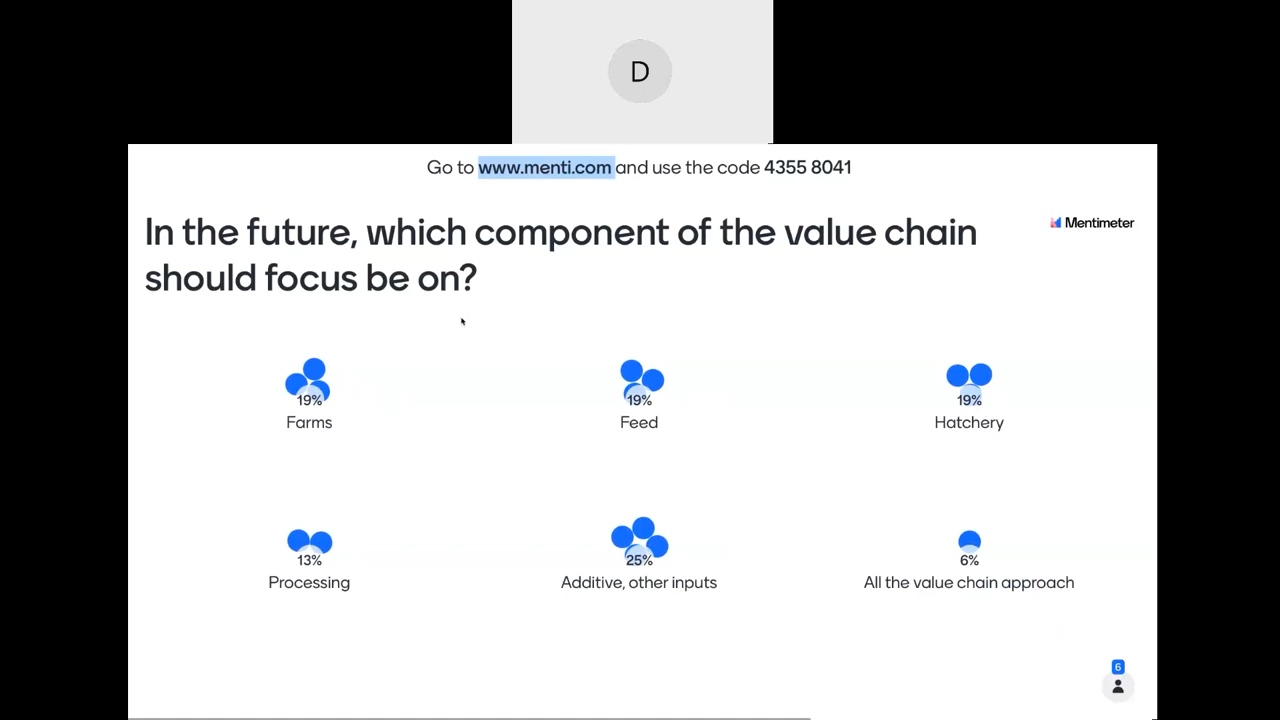 D
Go to www.menti.com and use the code 4355 8041
In the future, which component of the value chain
should focus be on?
Mentimeter
19%
Farms
19%
Feed
19%
Hatchery
13%
Processing
25%
Additive, other inputs
6%
All the value chain approach
6